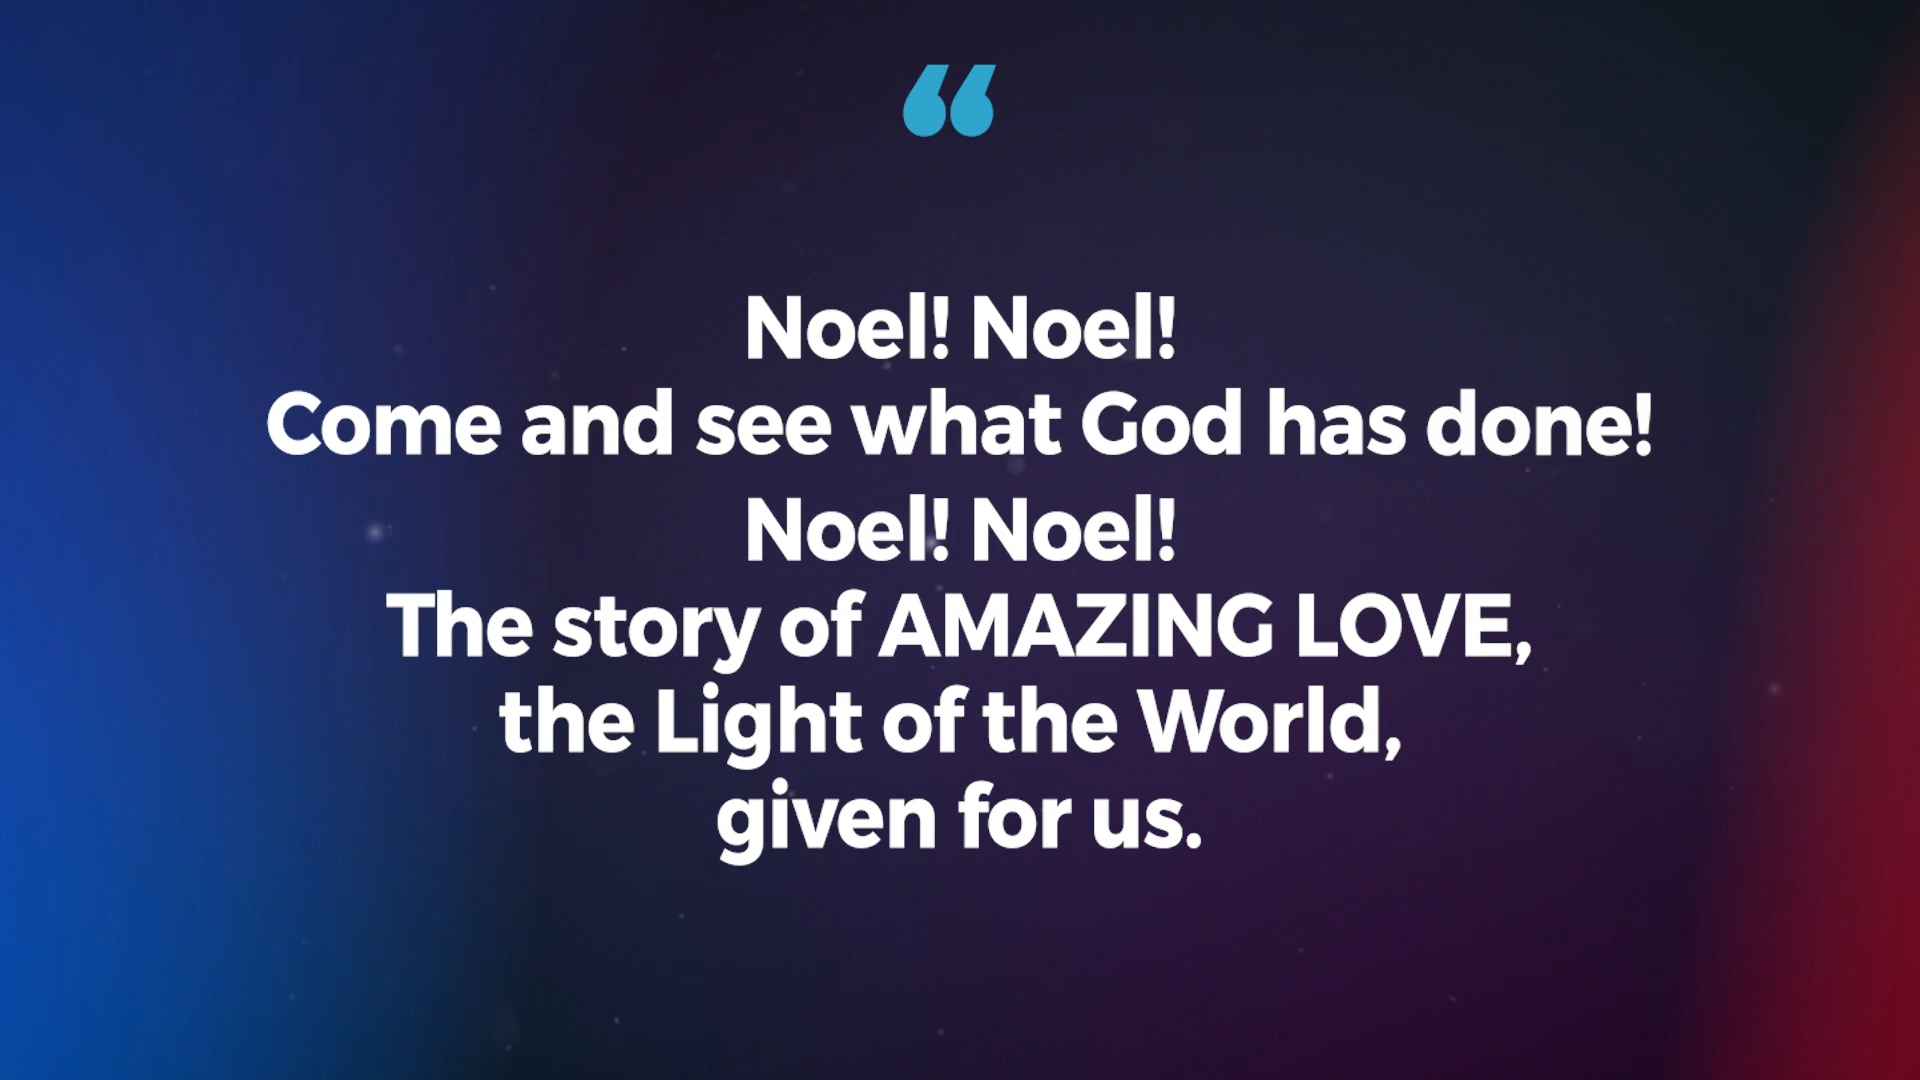 “
Noel! Noel!
Come and see what God has done!
Noel! Noel!
The story of AMAZING LOVE,
the Light of the World,
given for us.